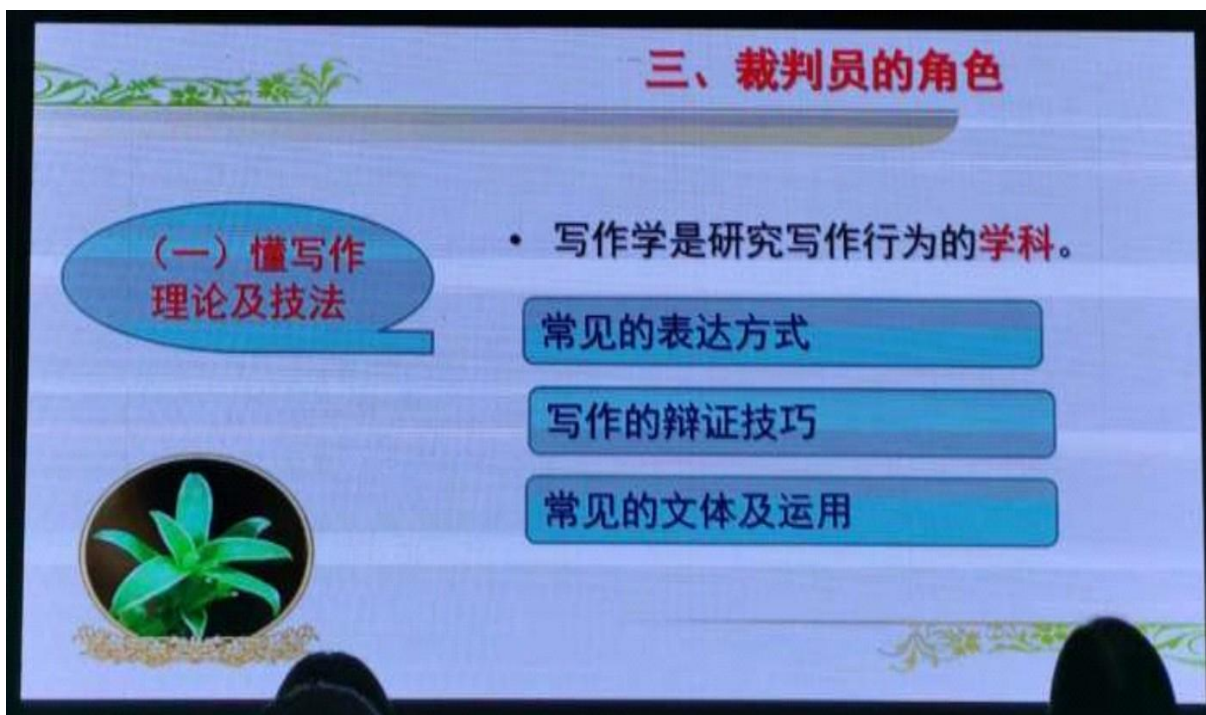 三、裁判员的角色
（一）懂写作
理论及技法
• 写作学是研究写作行为的学科。
常见的表达方式
写作的辩证技巧
常见的文体及运用